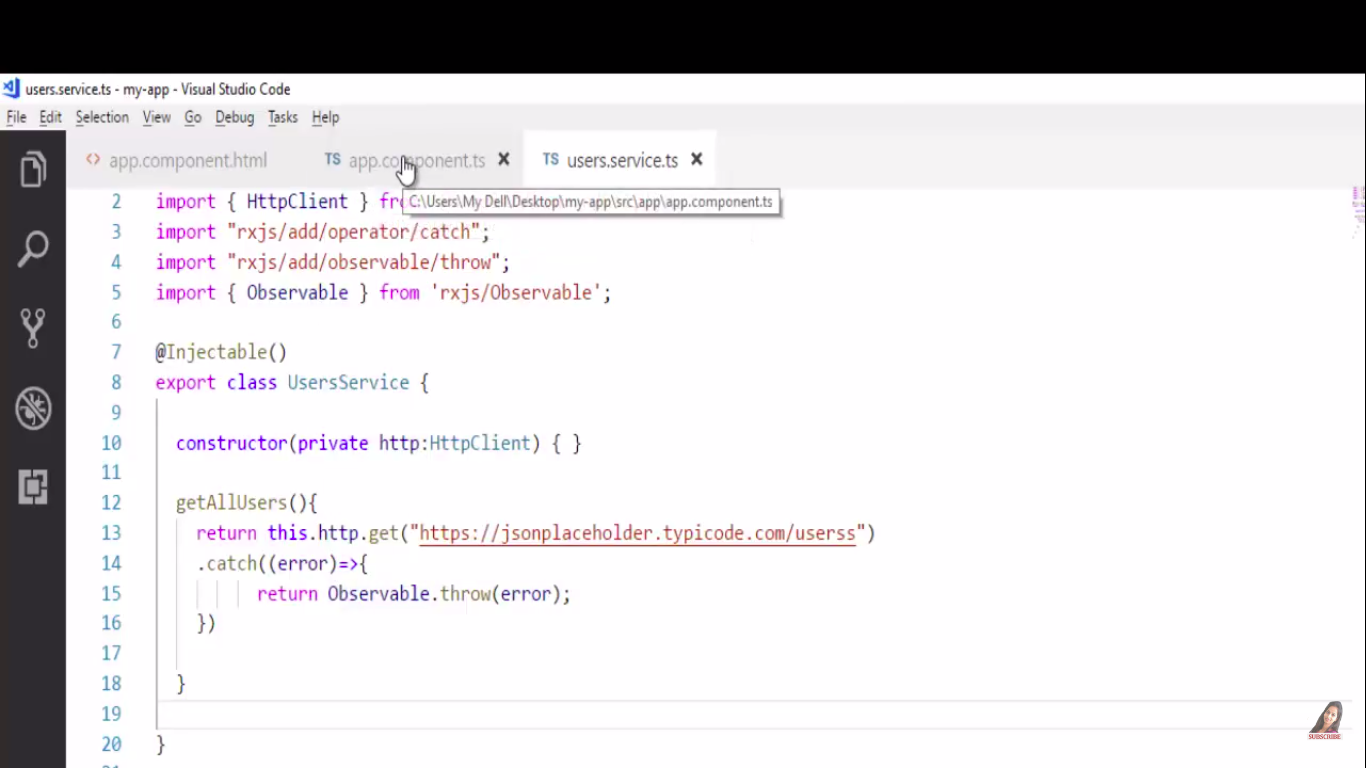 users.service.ts - my-app - Visual Studio Code
File Edit Selection View Go Debug Tasks Help
<> app.component.html TS app.component.ts × TS users.service.ts ×
2 import { HttpClient } fro
C:\Users\My Dell\Desktop\my-app\src\app\app.component.ts
3 import "rxjs/add/operator/catch";
4 import "rxjs/add/observable/throw";
5 import { Observable } from 'rxjs/Observable';
6
7 @Injectable()
8 export class UsersService {
9
10 constructor(private http:HttpClient) { }
11
12 getAllUsers(){
13 return this.http.get("https://jsonplaceholder.typicode.com/userss")
14 .catch((error)=>{
15 return Observable.throw(error);
16 })
17
18 }
19
20 }
SUBSCRIBE